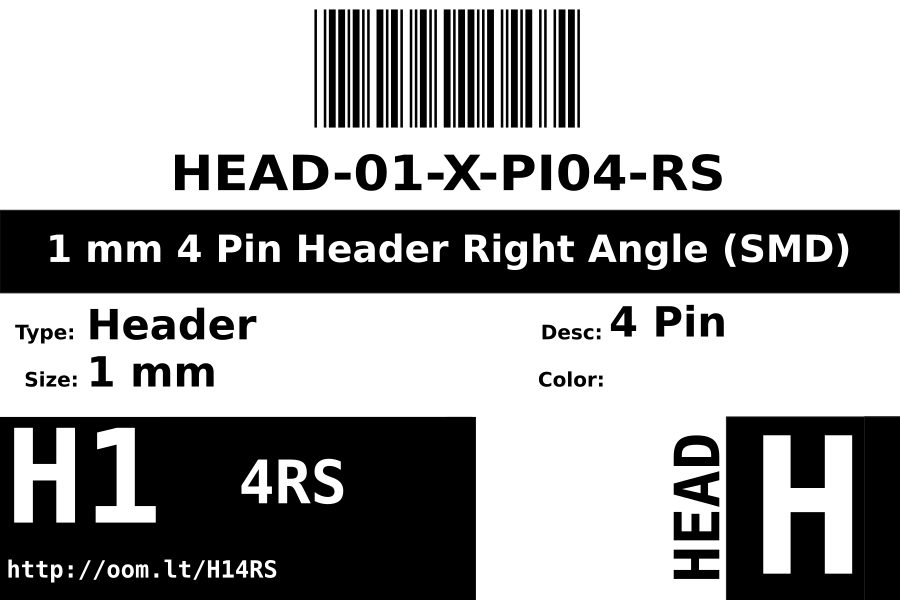 HEAD-01-X-PI04-RS
1 mm 4 Pin Header Right Angle (SMD)
Type: Header
Desc: 4 Pin
Size: 1 mm
Color:
H1
4RS
http://oom.lt/H14RS
HEAD
H